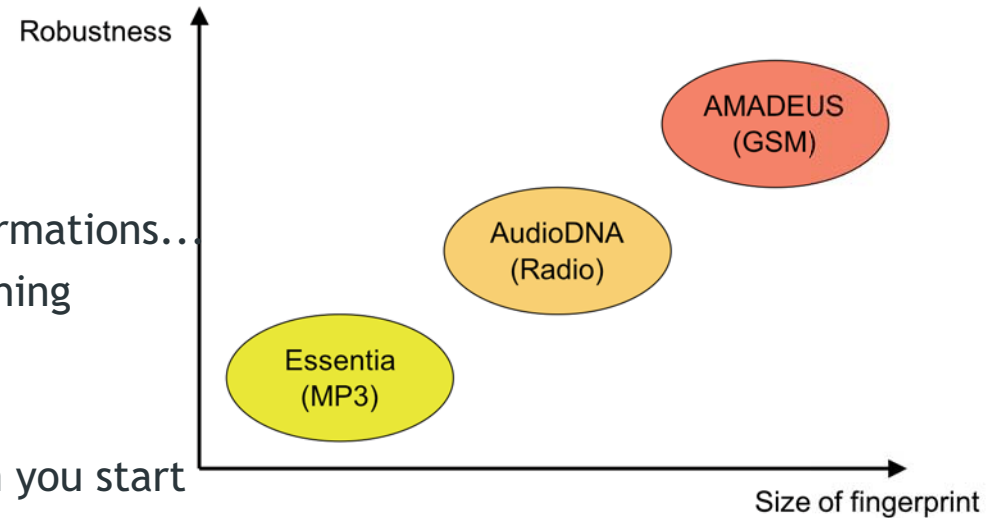 Robustness
AMADEUS
(GSM)
rmations...
AudioDNA
(Radio)
ning
Essentia
(MP3)
you start
Size of fingerprint